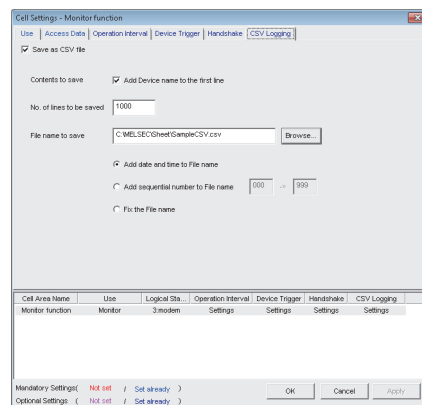 Cell Settings - Monitor function
Use Access Data Operation Interval Device Trigger Handshake CSV Logging
Save as CSV file
Contents to save Add Device name to the first line
No. of lines to be saved 1000
File name to save C:\MELSEC\Sheet\SampleCSV.csv Browse...
Add date and time to File name
Add sequential number to File name 000 -> 999
Fix the File name
Cell Area Name Use Logical Sta... Operation Interval Device Trigger Handshake CSV Logging
Monitor function Monitor 3:modem Settings Settings Settings Settings
Mandatory Settings( Not set / Set already )
Optional Settings ( Not set / Set already )
OK Cancel Apply